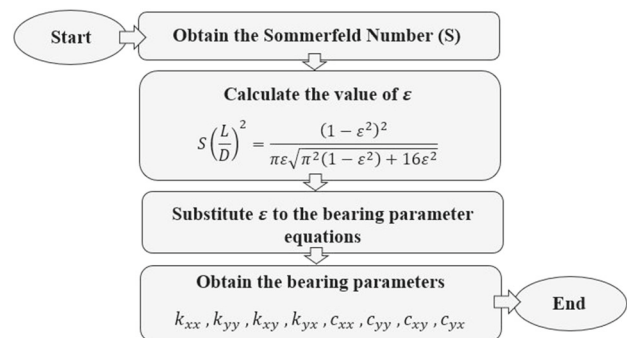 Start
Obtain the Sommerfeld Number (S)
Calculate the value of ε
S(L/D)^2 = (1 − ε^2)^2 / πε√π^2(1 − ε^2) + 16ε^2
Substitute ε to the bearing parameter
equations
Obtain the bearing parameters
k_xx , k_yy , k_xy , k_yx , c_xx , c_yy , c_xy , c_yx
End